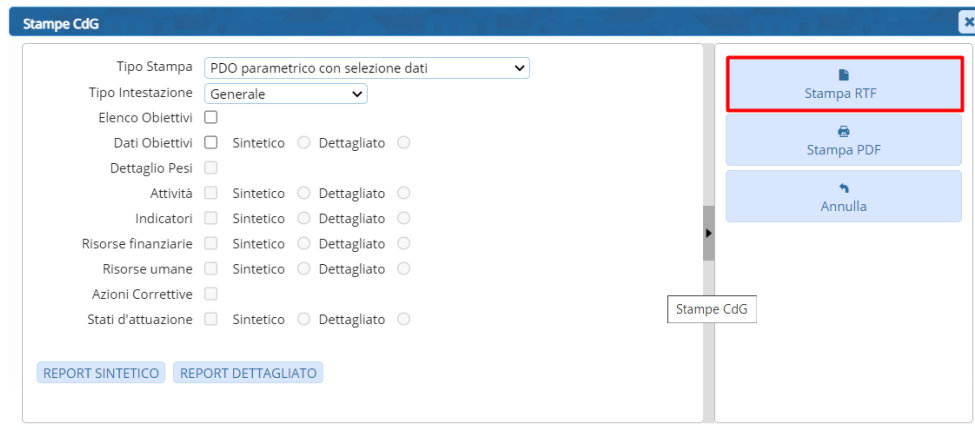 Stampe CdG
Tipo Stampa PDO parametrico con selezione dati
Tipo Intestazione Generale
Elenco Obiettivi
Dati Obiettivi Sintetico Dettagliato
Dettaglio Pesi
Attività Sintetico Dettagliato
Indicatori Sintetico Dettagliato
Risorse finanziarie Sintetico Dettagliato
Risorse umane Sintetico Dettagliato
Azioni Correttive
Stati d'attuazione Sintetico Dettagliato
REPORT SINTETICO REPORT DETTAGLIATO
Stampa RTF
Stampa PDF
Annulla
Stampe CdG